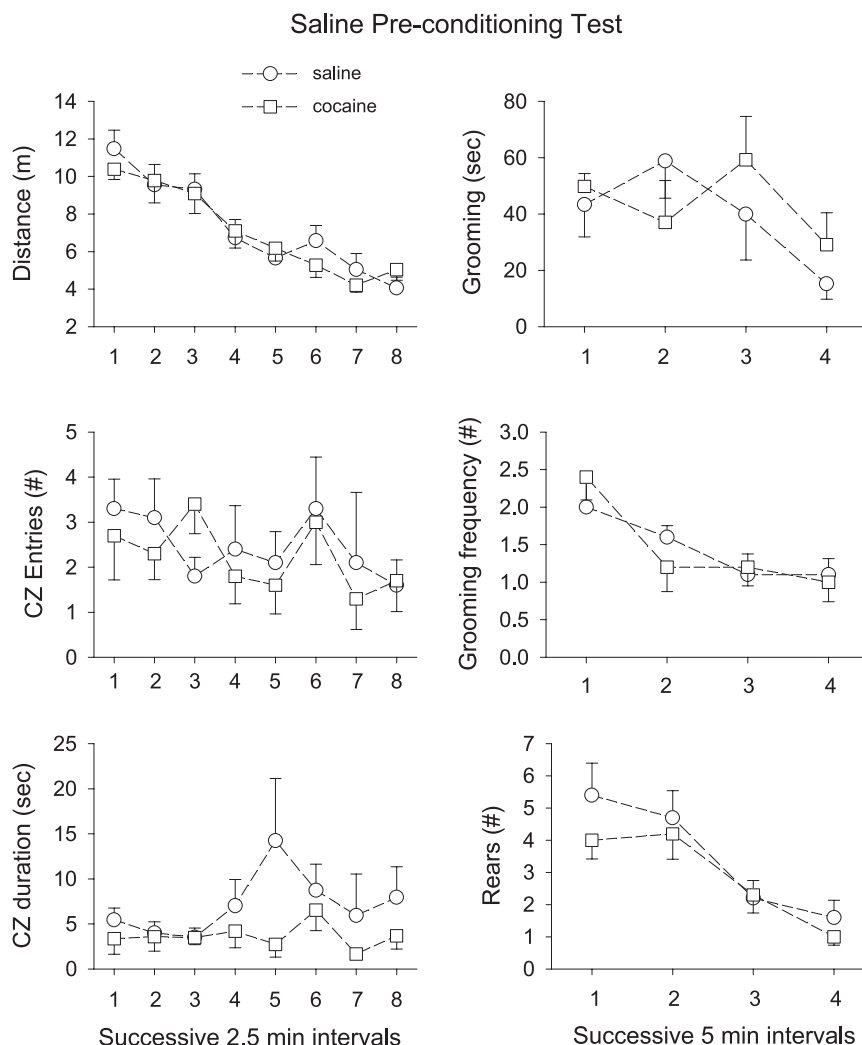 Saline Pre-conditioning Test
saline
cocaine
Distance (m)
14
12
10
8
6
4
2
1 2 3 4 5 6 7 8
Grooming (sec)
80
60
40
20
0
1 2 3 4
CZ Entries (#)
5
4
3
2
1
0
1 2 3 4 5 6 7 8
Grooming frequency (#)
3.0
2.5
2.0
1.5
1.0
0.5
0.0
1 2 3 4
CZ duration (sec)
25
20
15
10
5
0
1 2 3 4 5 6 7 8
Successive 2.5 min intervals
Rears (#)
7
6
5
4
3
2
1
0
1 2 3 4
Successive 5 min intervals